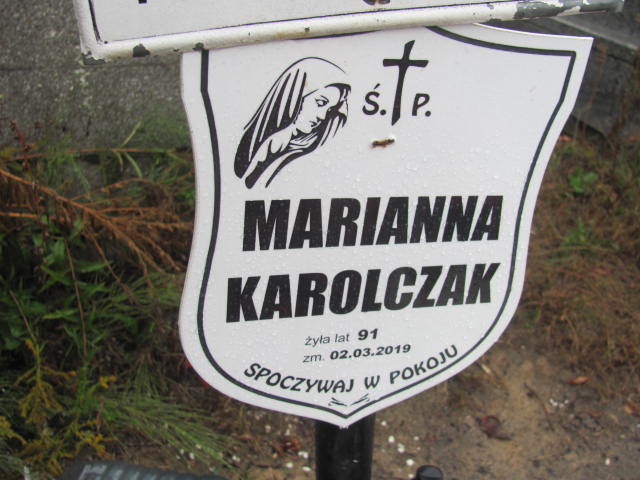 Ś. P.
MARIANNA
KAROLCZAK
żyła lat 91
zm. 02.03.2019
SPOCZYWAJ W POKOJU